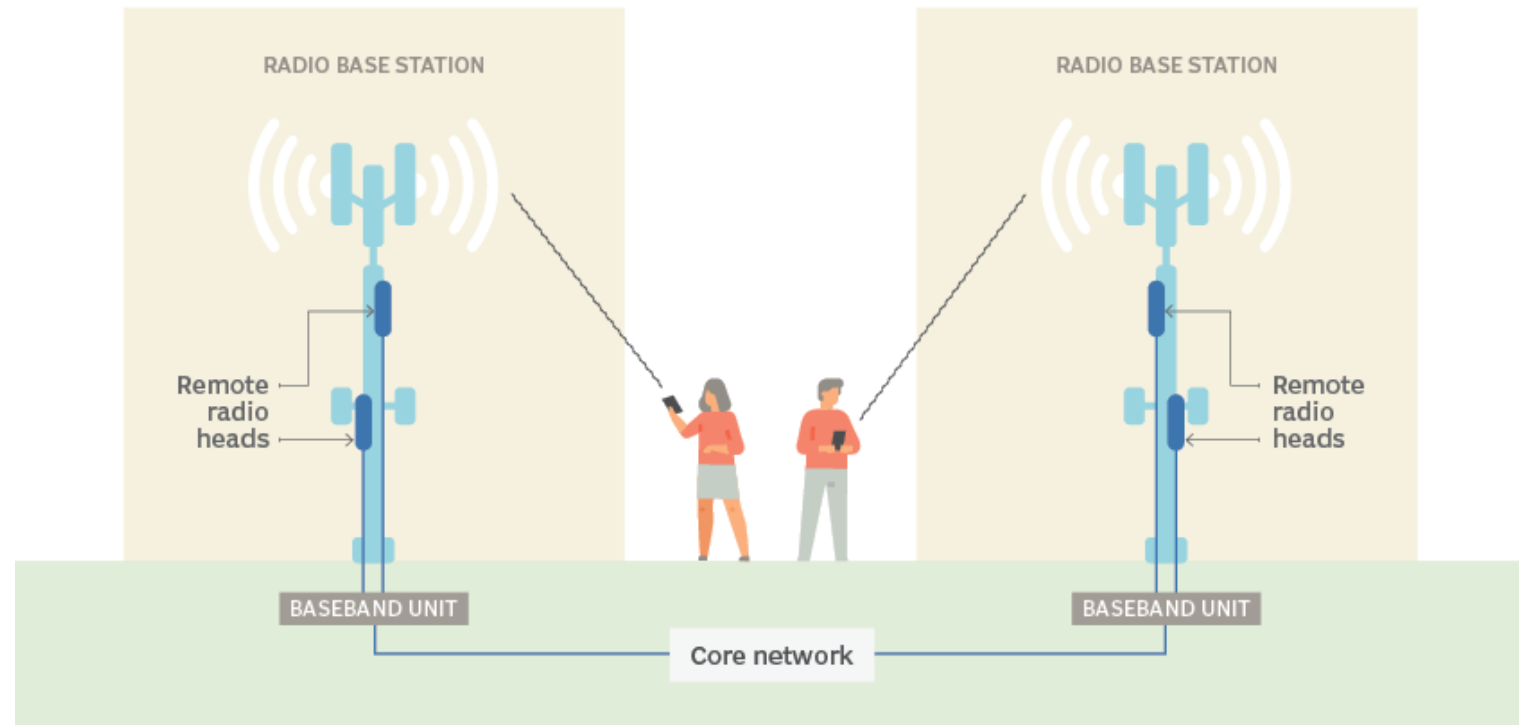 RADIO BASE STATION
RADIO BASE STATION
Remote
radio
heads
Remote
radio
heads
BASEBAND UNIT
BASEBAND UNIT
Core network